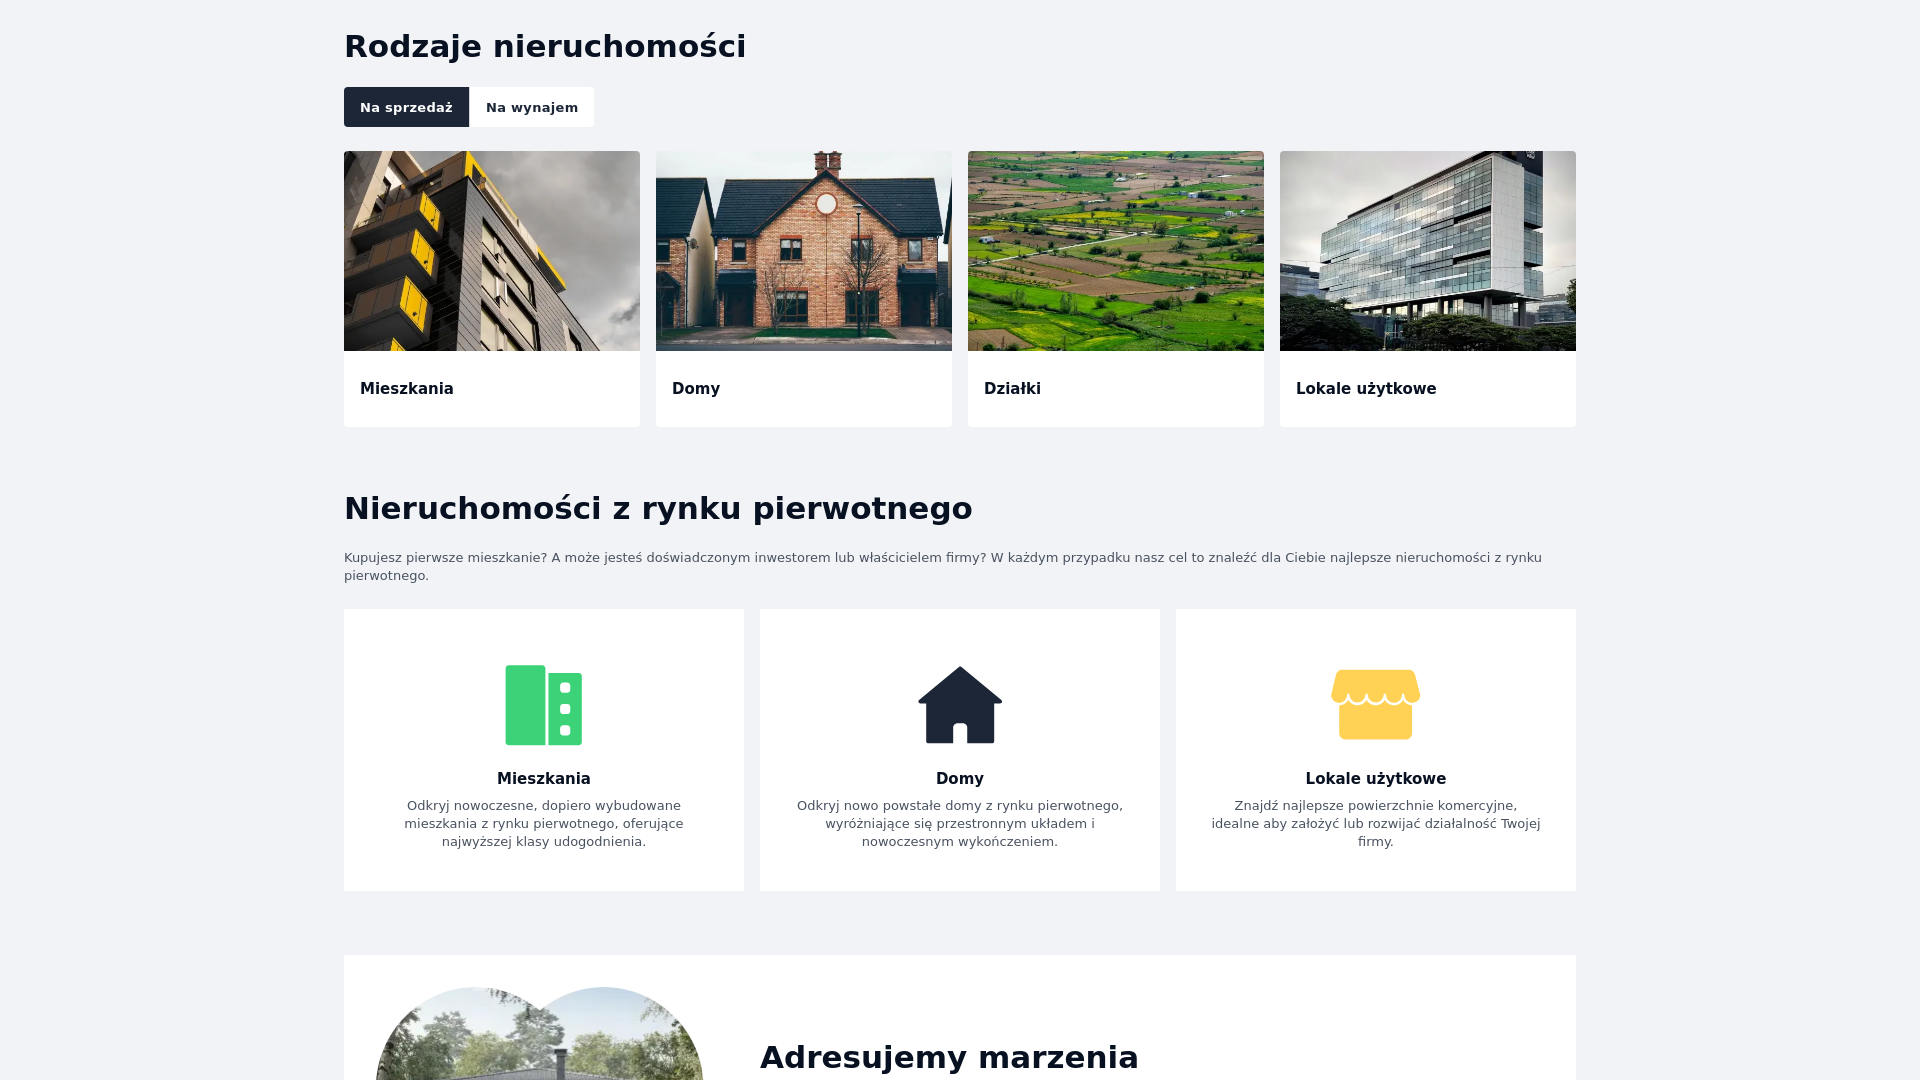 Rodzaje nieruchomości
Na sprzedaż
Na wynajem
Mieszkania
Domy
Działki
Lokale użytkowe
Nieruchomości z rynku pierwotnego
Kupujesz pierwsze mieszkanie? A może jesteś doświadczonym inwestorem lub właścicielem firmy? W każdym przypadku nasz cel to znaleźć dla Ciebie najlepsze nieruchomości z rynku
pierwotnego.
Mieszkania
Odkryj nowoczesne, dopiero wybudowane
mieszkania z rynku pierwotnego, oferujące
najwyższej klasy udogodnienia.
Domy
Odkryj nowo powstałe domy z rynku pierwotnego,
wyróżniające się przestronnym układem i
nowoczesnym wykończeniem.
Lokale użytkowe
Znajdź najlepsze powierzchnie komercyjne,
idealne aby założyć lub rozwijać działalność Twojej
firmy.
Adresujemy marzenia